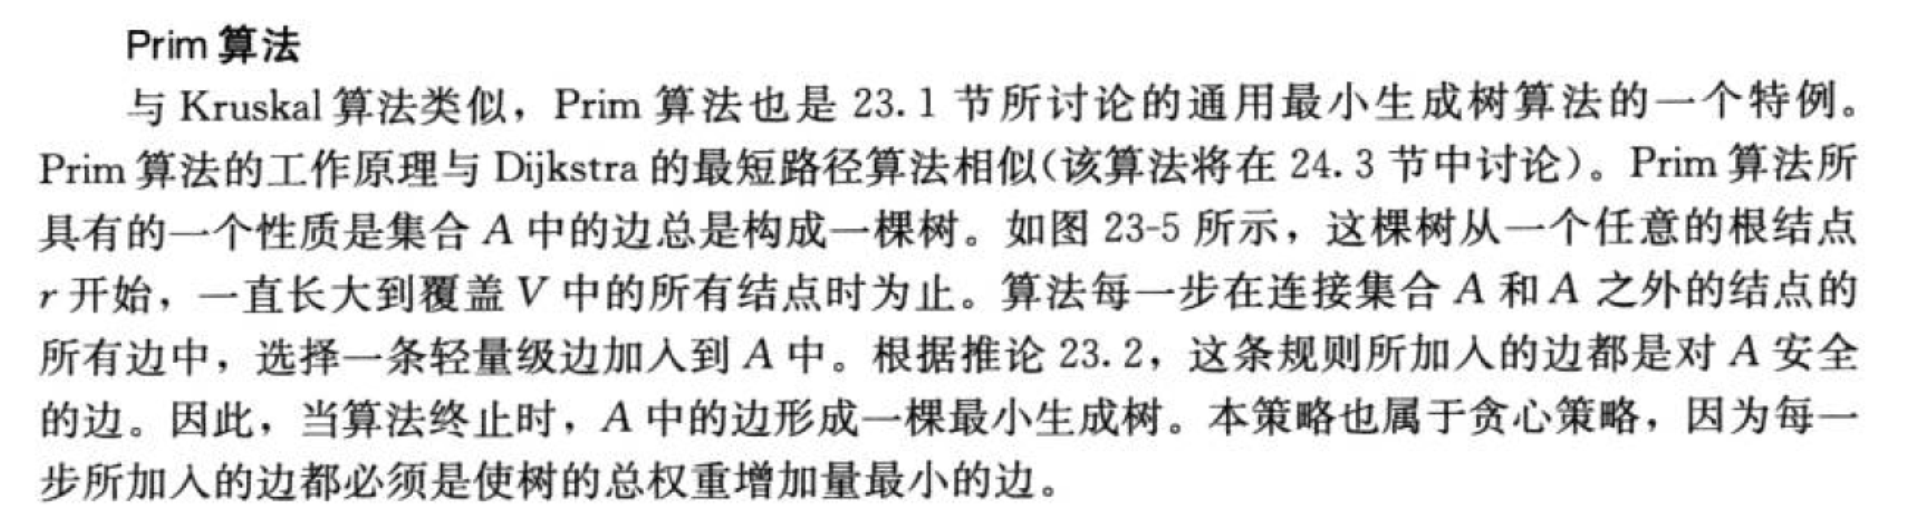 Prim 算法
与 Kruskal 算法类似，Prim 算法也是 23.1 节所讨论的通用最小生成树算法的一个特例。
Prim 算法的工作原理与 Dijkstra 的最短路径算法相似(该算法将在 24.3 节中讨论)。Prim 算法所
具有的一个性质是集合 A 中的边总是构成一棵树。如图 23-5 所示，这棵树从一个任意的根结点
r 开始，一直长大到覆盖 V 中的所有结点时为止。算法每一步在连接集合 A 和 A 之外的结点的
所有边中，选择一条轻量级边加入到 A 中。根据推论 23.2，这条规则所加入的边都是对 A 安全
的边。因此，当算法终止时，A 中的边形成一棵最小生成树。本策略也属于贪心策略，因为每一
步所加入的边都必须是使树的总权重增加量最小的边。